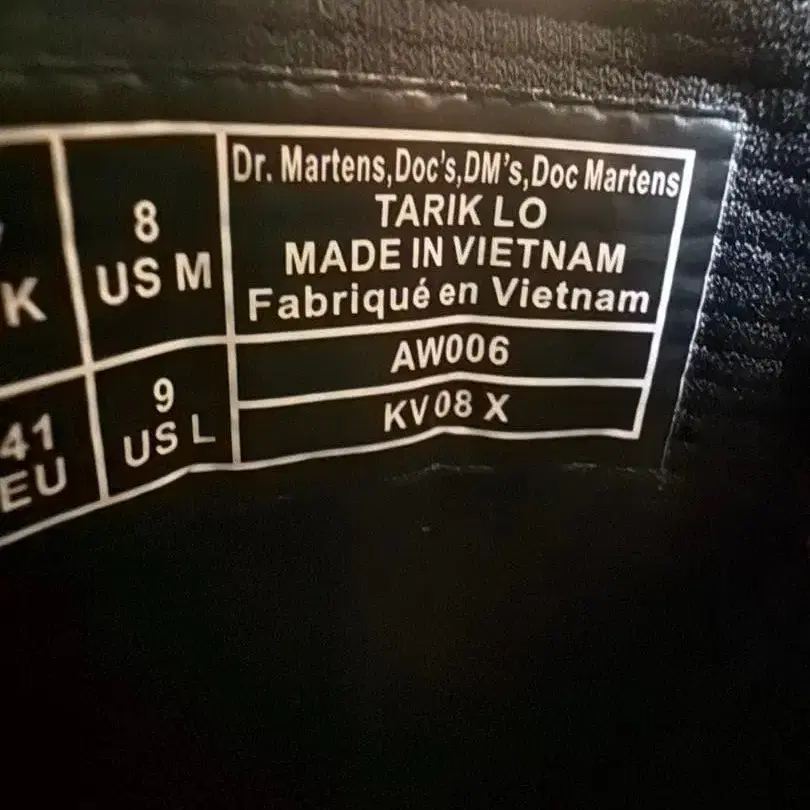 K
8
US M
41
EU
9
US L
Dr. Martens,Doc's,DM's,Doc Martens
TARIK LO
MADE IN VIETNAM
Fabriqué en Vietnam
AW006
KV08 X